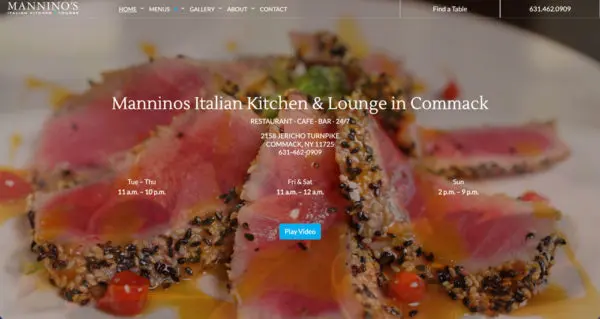 MANNINO'S
ITALIAN KITCHEN & LOUNGE
HOME MENUS GALLERY ABOUT CONTACT
Find a Table
631.462.0909
Manninos Italian Kitchen & Lounge in Commack
RESTAURANT - CAFE - BAR - 24/7
2158 JERICHO TURNPIKE
COMMACK, NY 11725
631-462-0909
Tue – Thu
11 a.m. – 10 p.m.
Fri & Sat
11 a.m. – 12 a.m.
Sun
2 p.m. – 9 p.m.
Play Video